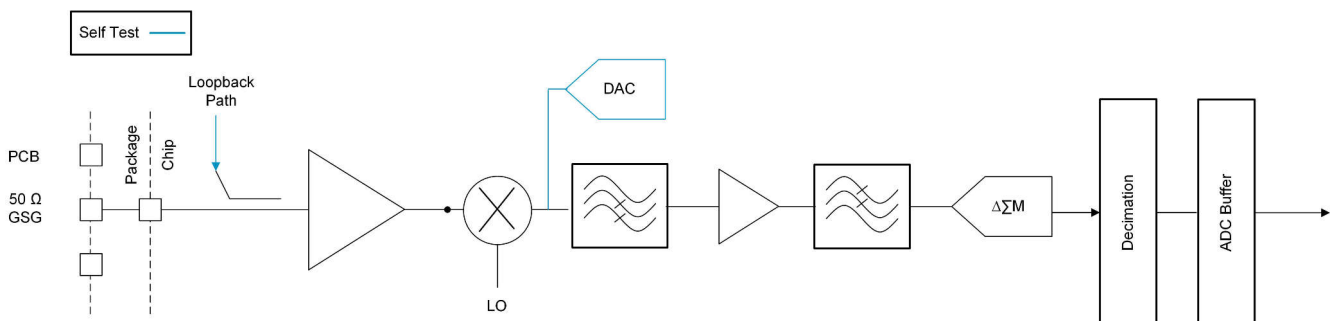 Self Test
Loopback
Path
DAC
PCB
Package
Chip
50 Ω
GSG
LO
ΔΣM
Decimation
ADC Buffer